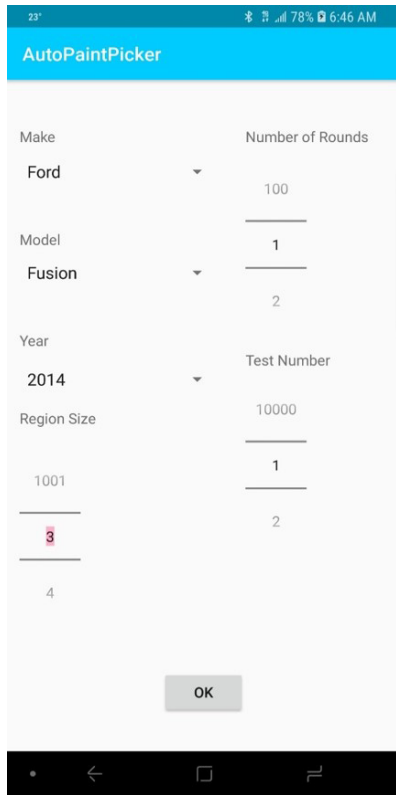 23°
78% 6:46 AM
AutoPaintPicker
Make
Ford
Model
Fusion
Year
2014
Region Size
1001
3
4
Number of Rounds
100
1
2
Test Number
10000
1
2
OK